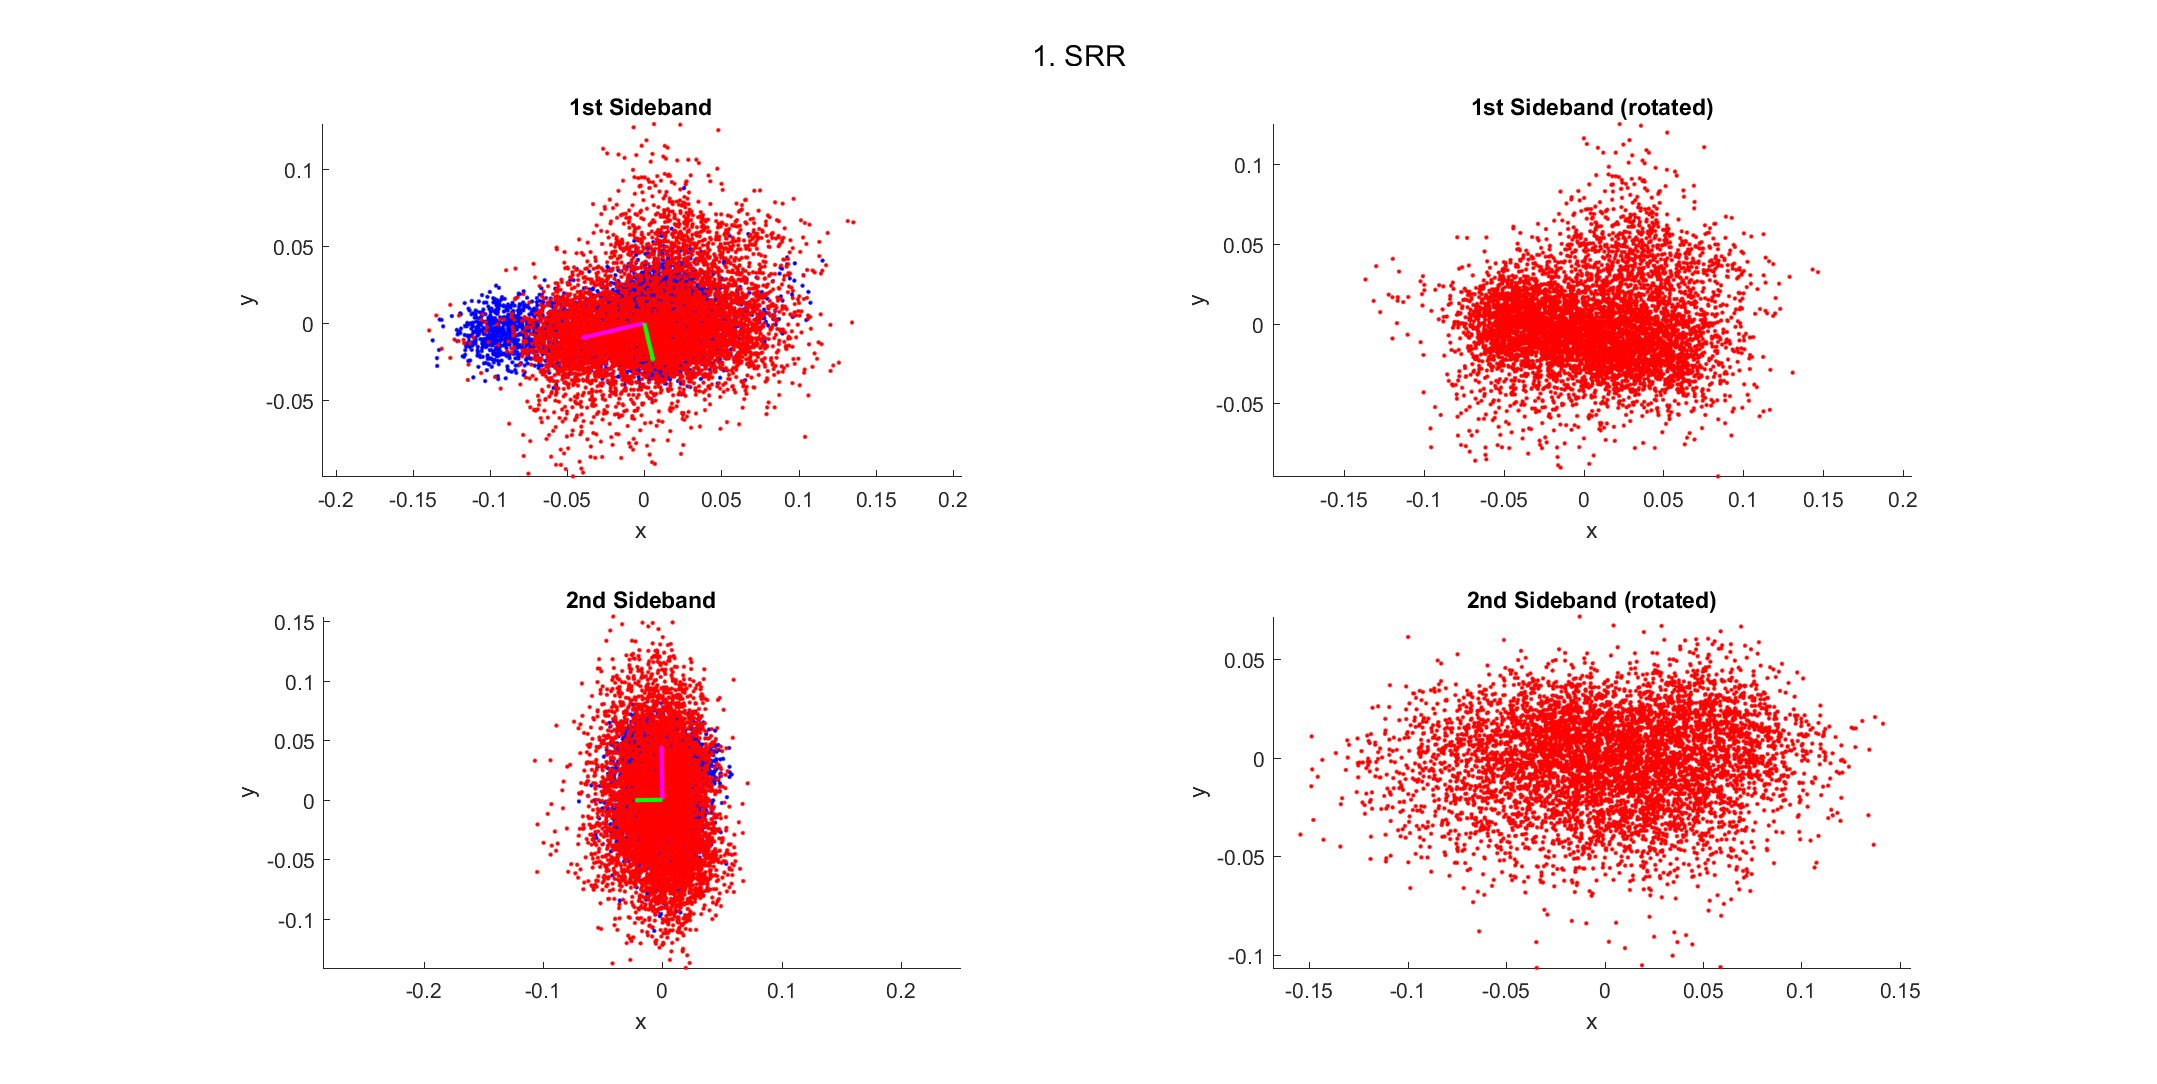 1. SRR
1st Sideband
0.1
0.05
0
-0.05
y
-0.2 -0.15 -0.1 -0.05 0 0.05 0.1 0.15 0.2
x
1st Sideband (rotated)
0.1
0.05
0
-0.05
y
-0.15 -0.1 -0.05 0 0.05 0.1 0.15 0.2
x
2nd Sideband
0.15
0.1
0.05
0
-0.05
-0.1
y
-0.2 -0.1 0 0.1 0.2
x
2nd Sideband (rotated)
0.05
0
-0.05
-0.1
y
-0.15 -0.1 -0.05 0 0.05 0.1 0.15
x